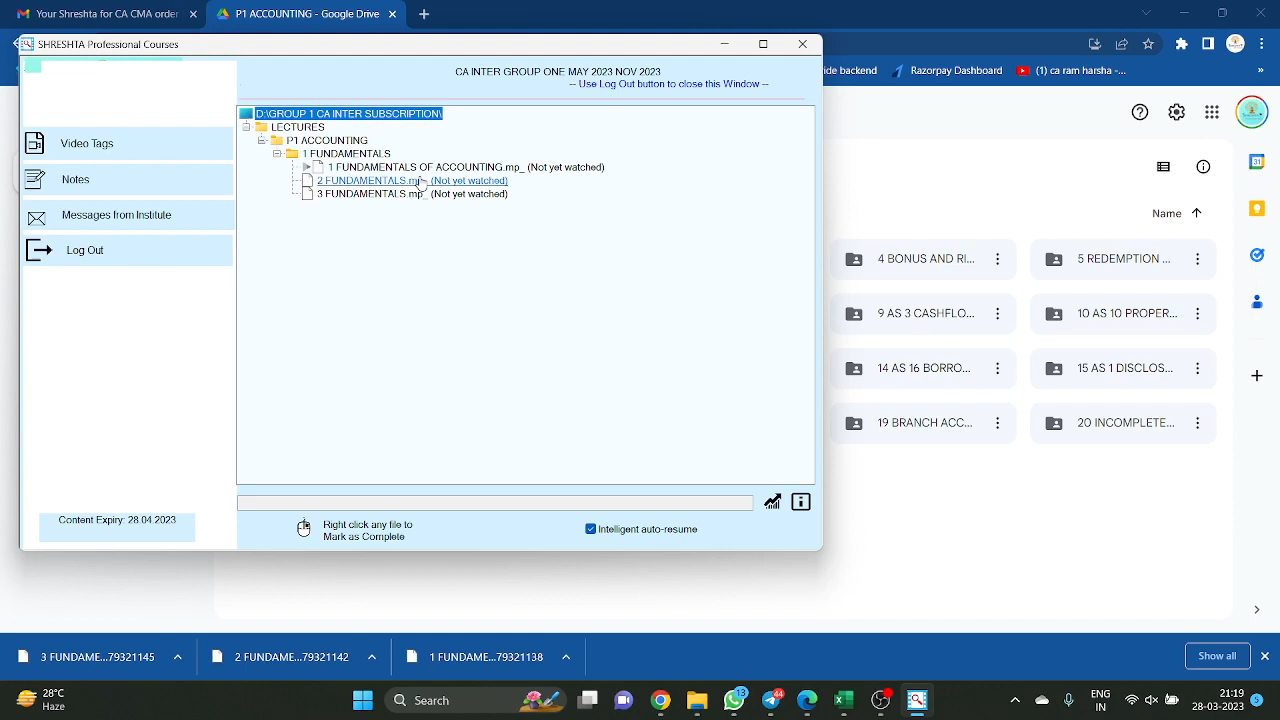 Your Shreshta for CA CMA order
P1 ACCOUNTING - Google Drive
SHRESHTA Professional Courses
ide backend
Razorpay Dashboard
(1) ca ram harsha -...
»
CA INTER GROUP ONE MAY 2023 NOV 2023
-- Use Log Out button to close this Window --
D:\GROUP 1 CA INTER SUBSCRIPTION\
LECTURES
P1 ACCOUNTING
1 FUNDAMENTALS
1 FUNDAMENTALS OF ACCOUNTING.mp_ (Not yet watched)
2 FUNDAMENTALS.mp_ (Not yet watched)
3 FUNDAMENTALS.mp_ (Not yet watched)
Video Tags
Notes
Messages from Institute
Log Out
Content Expiry: 28.04.2023
Right click any file to
Mark as Complete
Intelligent auto-resume
31
Name
4 BONUS AND RI...
5 REDEMPTION ...
9 AS 3 CASHFLO...
10 AS 10 PROPER...
14 AS 16 BORRO...
15 AS 1 DISCLOS...
19 BRANCH ACC...
20 INCOMPLETE...
3 FUNDAME...79321145
2 FUNDAME...79321142
1 FUNDAME...79321138
Show all
28°C
Haze
Search
13
44
ENG
IN
21:19
28-03-2023
5